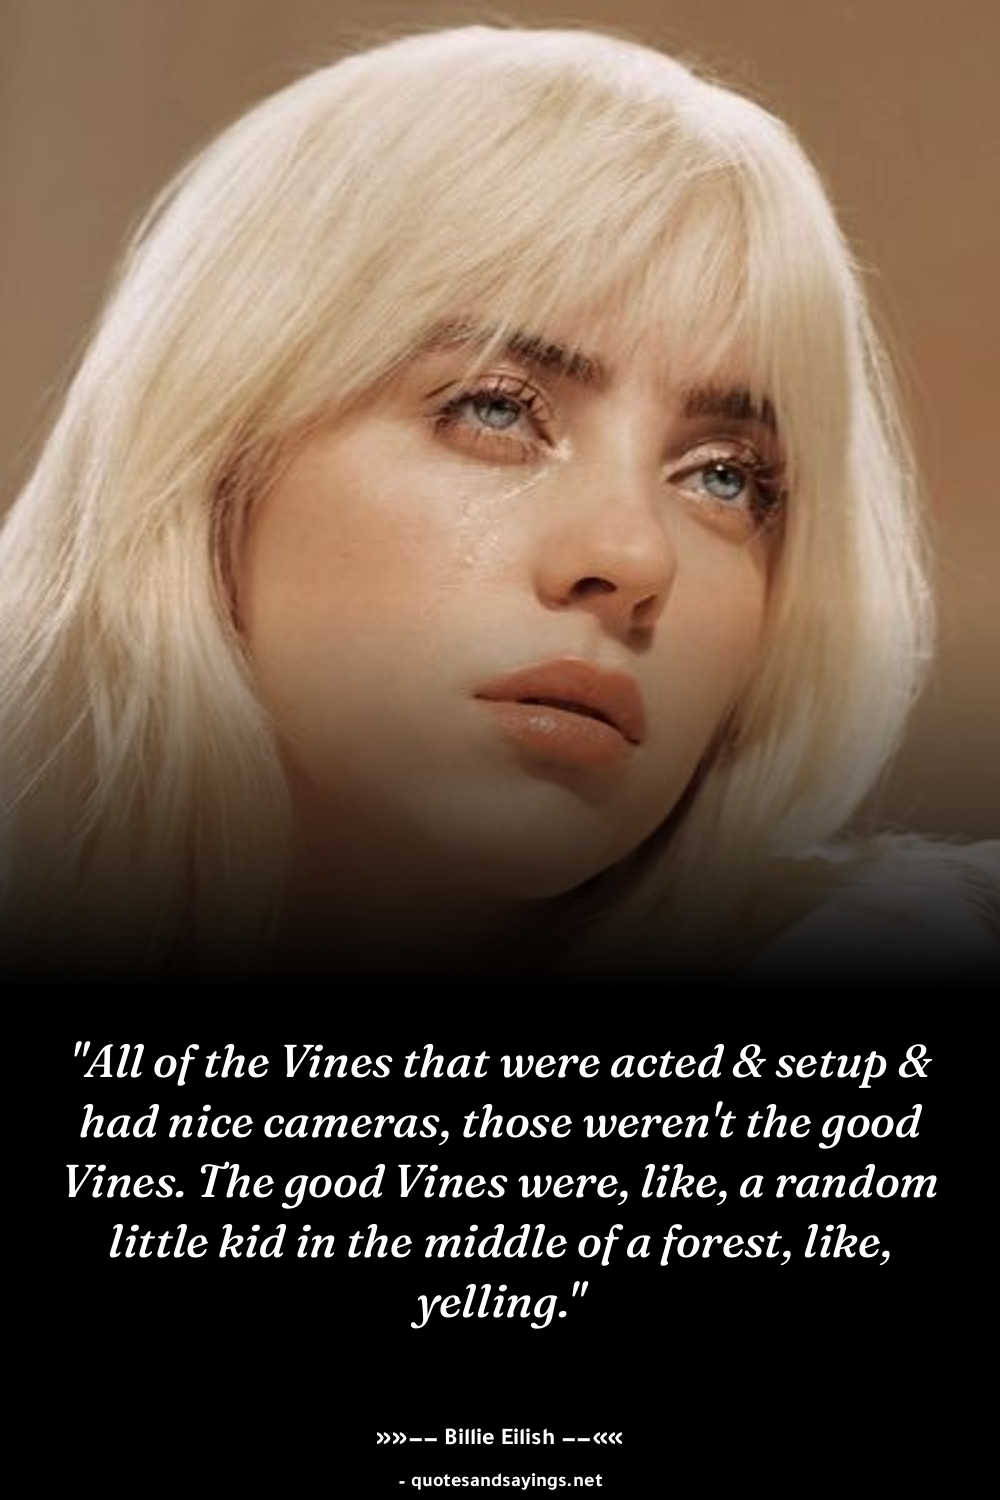 "All of the Vines that were acted & setup &
had nice cameras, those weren't the good
Vines. The good Vines were, like, a random
little kid in the middle of a forest, like,
yelling."
»»–– Billie Eilish ––««
- quotesandsayings.net